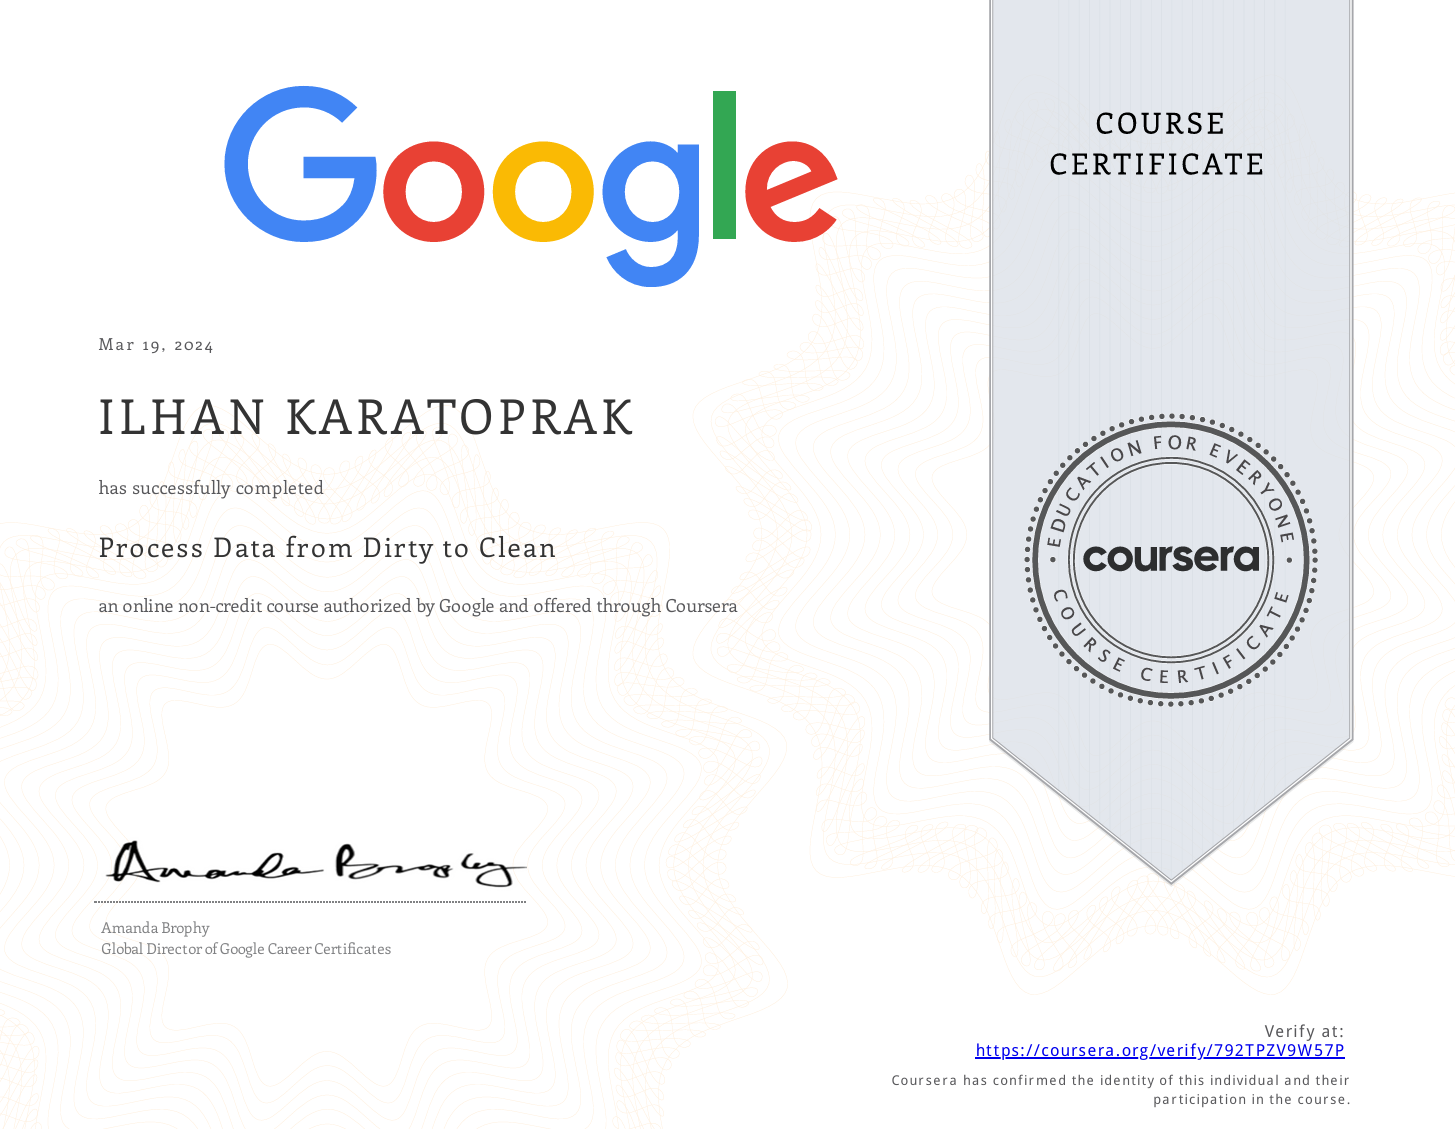 Google
COURSE
CERTIFICATE
Mar 19, 2024
ILHAN KARATOPRAK
has successfully completed
Process Data from Dirty to Clean
an online non-credit course authorized by Google and offered through Coursera
EDUCATION FOR EVERYONE
coursera
COURSE CERTIFICATE
Amanda Brophy
Amanda Brophy
Global Director of Google Career Certificates
Verify at:
https://coursera.org/verify/792TPZV9W57P
Coursera has confirmed the identity of this individual and their
participation in the course.